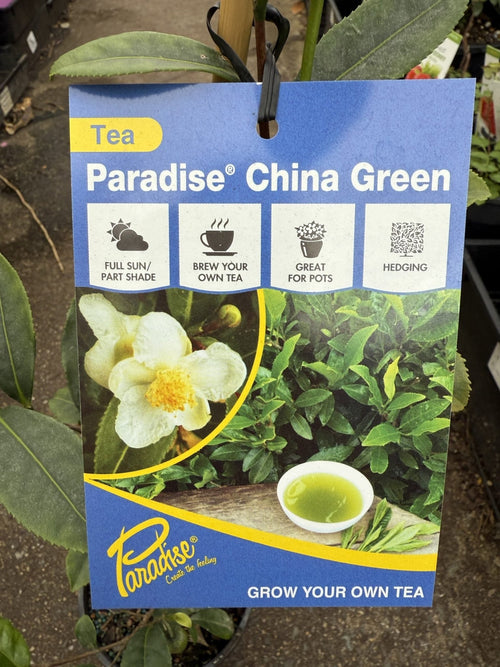 Tea
Paradise® China Green
FULL SUN/
PART SHADE
BREW YOUR
OWN TEA
GREAT
FOR POTS
HEDGING
Paradise®
Create the feeling
GROW YOUR OWN TEA